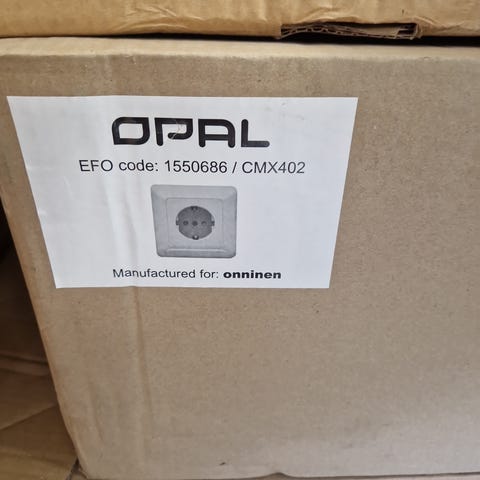 OPAL
EFO code: 1550686 / CMX402
Manufactured for: onninen